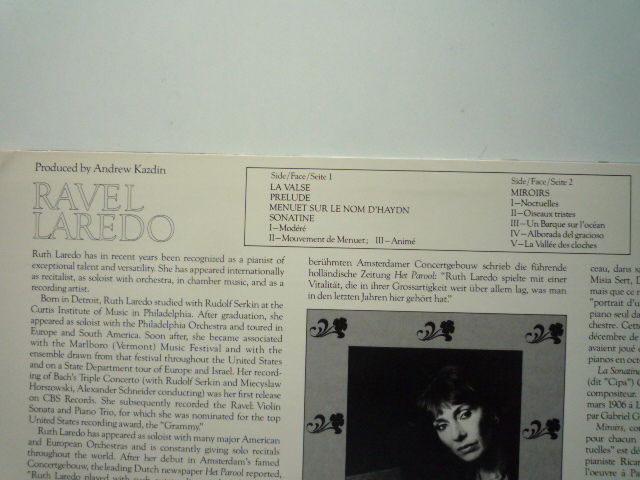 Produced by Andrew Kazdin
RAVEL
LAREDO
Side/Face/Seite 1
LA VALSE
PRELUDE
MENUET SUR LE NOM D'HAYDN
SONATINE
I—Modéré
II—Mouvement de Menuet; III—Animé
Side/Face/Seite 2
MIROIRS
I—Noctuelles
II—Oiseaux tristes
III—Un Barque sur l'océan
IV—Alborada del gracioso
V—La Vallée des cloches
Ruth Laredo has in recent years been recognized as a pianist of
exceptional talent and versatility. She has appeared internationally
as recitalist, as soloist with orchestra, in chamber music, and as a
recording artist.
Born in Detroit, Ruth Laredo studied with Rudolf Serkin at the
Curtis Institute of Music in Philadelphia. After graduation, she
appeared as soloist with the Philadelphia Orchestra and toured in
Europe and South America. Soon after, she became associated
with the Marlboro (Vermont) Music Festival and with the
ensemble drawn from that festival throughout the United States
and on a State Department tour of Europe and Israel. Her record-
ing of Bach's Triple Concerto (with Rudolf Serkin and Mieczyslaw
Horszowski, Alexander Schneider conducting) was her first release
on CBS Records. She subsequently recorded the Ravel Violin
Sonata and Piano Trio, for which she was nominated for the top
United States recording award, the "Grammy."
Ruth Laredo has appeared as soloist with many major American
and European Orchestras and is constantly giving solo recitals
throughout the world. After her debut in Amsterdam's famed
Concertgebouw, the leading Dutch newspaper Het Parool reported,
"Ruth Laredo played with such
berühmten Amsterdamer Concertgebouw schrieb die führende
holländische Zeitung Het Parool: "Ruth Laredo spielte mit einer
Vitalität, die in ihrer Grossartigkeit weit über allem lag, was man
in den letzten Jahren hier gehört hat."
ceau, dans sa
Misia Sert, D
mais que ce n
"portrait d'u
piano seul da
chestre. Cette
décembre de
avaient joué e
pianos en octo
La Sonatine
(dit "Cipa")
compositeur.
mars 1906 à L
par Gabriel G
Miroirs, co
pour chacun
tuelles" est dé
pianiste Rica
l'oeuvre à Pa